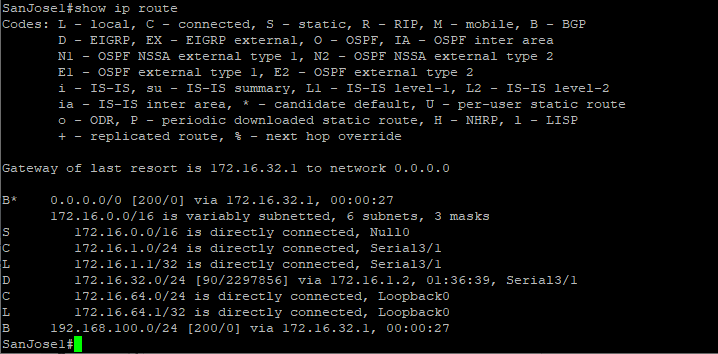 SanJose1#show ip route
Codes: L - local, C - connected, S - static, R - RIP, M - mobile, B - BGP
       D - EIGRP, EX - EIGRP external, O - OSPF, IA - OSPF inter area
       N1 - OSPF NSSA external type 1, N2 - OSPF NSSA external type 2
       E1 - OSPF external type 1, E2 - OSPF external type 2
       i - IS-IS, su - IS-IS summary, L1 - IS-IS level-1, L2 - IS-IS level-2
       ia - IS-IS inter area, * - candidate default, U - per-user static route
       o - ODR, P - periodic downloaded static route, H - NHRP, l - LISP
       + - replicated route, % - next hop override
Gateway of last resort is 172.16.32.1 to network 0.0.0.0
B*    0.0.0.0/0 [200/0] via 172.16.32.1, 00:00:27
      172.16.0.0/16 is variably subnetted, 6 subnets, 3 masks
S        172.16.0.0/16 is directly connected, Null0
C        172.16.1.0/24 is directly connected, Serial3/1
L        172.16.1.1/32 is directly connected, Serial3/1
D        172.16.32.0/24 [90/2297856] via 172.16.1.2, 01:36:39, Serial3/1
C        172.16.64.0/24 is directly connected, Loopback0
L        172.16.64.1/32 is directly connected, Loopback0
B     192.168.100.0/24 [200/0] via 172.16.32.1, 00:00:27
SanJose1#